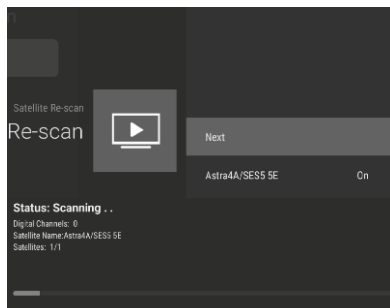 Satellite Re-scan
Re-scan
Next
Astra4A/SES5 5E On
Status: Scanning . .
Digital Channels: 0
Satellite Name:Astra4A/SES5 5E
Satellites: 1/1